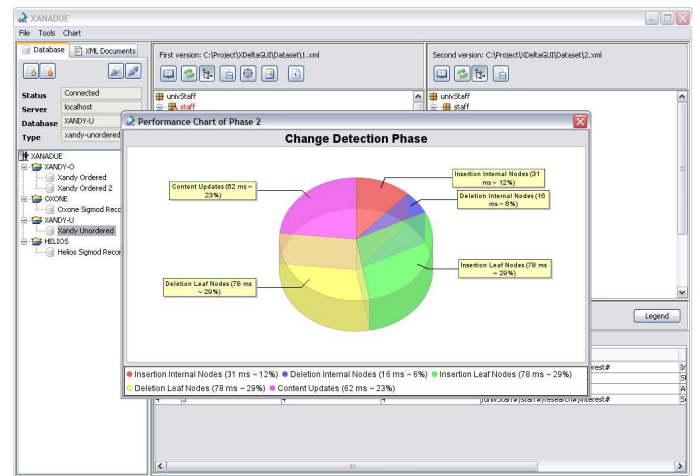 XANADUE
File Tools Chart
Database XML Documents
First version: C:\Project\XDeltaGUI\Dataset\1.xml
Second version: C:\Project\XDeltaGUI\Dataset\2.xml
Status Connected
Server localhost
Database XANDY-U
Type xandy-unordered
univStaff
staff
univStaff
staff
XANADUE
XANDY-O
Xandy Ordered
Xandy Ordered 2
OXONE
Oxone Sigmod Recc
XANDY-U
Xandy Unordered
HELIOS
Helios Sigmod Recor
Performance Chart of Phase 2
Change Detection Phase
Insertion Internal Nodes (31
ms ~ 12%)
Content Updates (62 ms ~
23%)
Deletion Internal Nodes (16
ms ~ 6%)
Insertion Leaf Nodes (78 ms
~ 29%)
Deletion Leaf Nodes (78 ms
~ 29%)
Insertion Internal Nodes (31 ms ~ 12%) Deletion Internal Nodes (16 ms ~ 6%) Insertion Leaf Nodes (78 ms ~ 29%)
Deletion Leaf Nodes (78 ms ~ 29%) Content Updates (62 ms ~ 23%)
Legend